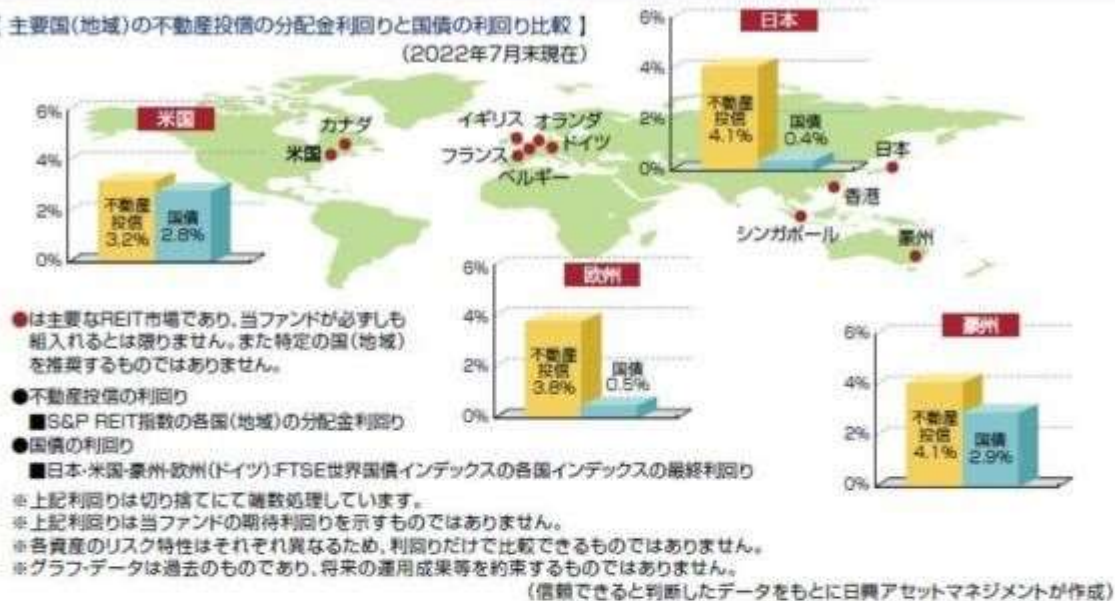 【 主要国(地域)の不動産投信の分配金利回りと国債の利回り比較 】
(2022年7月末現在)
米国
6%
4%
2%
0%
不動産
投信
3.2%
国債
2.8%
カナダ
米国
イギリス
オランダ
フランス
ドイツ
ベルギー
日本
6%
4%
2%
0%
不動産
投信
4.1%
国債
0.4%
日本
香港
シンガポール
豪州
欧州
6%
4%
2%
0%
不動産
投信
3.8%
国債
0.5%
豪州
6%
4%
2%
0%
不動産
投信
4.1%
国債
2.9%
●は主要なREIT市場であり、当ファンドが必ずしも
組入れるとは限りません。また特定の国(地域)
を推奨するものではありません。
●不動産投信の利回り
■S&P REIT指数の各国(地域)の分配金利回り
●国債の利回り
■日本・米国・豪州・欧州(ドイツ):FTSE世界国債インデックスの各国インデックスの最終利回り
※上記利回りは切り捨てにて端数処理しています。
※上記利回りは当ファンドの期待利回りを示すものではありません。
※各資産のリスク特性はそれぞれ異なるため、利回りだけで比較できるものではありません。
※グラフ・データは過去のものであり、将来の運用成果等を約束するものではありません。
(信頼できると判断したデータをもとに日興アセットマネジメントが作成)